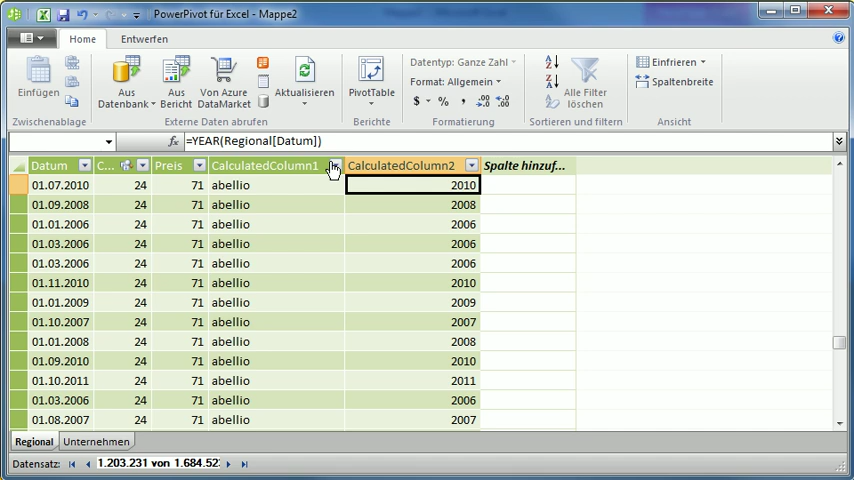 PowerPivot für Excel - Mappe2
Home
Entwerfen
Einfügen
Zwischenablage
Aus Datenbank
Aus Bericht
Von Azure DataMarket
Externe Daten abrufen
Aktualisieren
PivotTable
Berichte
Datentyp: Ganze Zahl
Format: Allgemein
$ % , ,00 ,00
Formatierung
Alle Filter löschen
Sortieren und filtern
Einfrieren
Spaltenbreite
Ansicht
fx =YEAR(Regional[Datum])
Datum C... Preis CalculatedColumn1 CalculatedColumn2 Spalte hinzuf...
01.07.2010 24 71 abellio 2010
01.09.2008 24 71 abellio 2008
01.01.2006 24 71 abellio 2006
01.03.2006 24 71 abellio 2006
01.03.2006 24 71 abellio 2006
01.11.2010 24 71 abellio 2010
01.01.2009 24 71 abellio 2009
01.10.2007 24 71 abellio 2007
01.01.2008 24 71 abellio 2008
01.09.2010 24 71 abellio 2010
01.10.2011 24 71 abellio 2011
01.03.2006 24 71 abellio 2006
01.08.2007 24 71 abellio 2007
Regional Unternehmen
Datensatz: 1.203.231 von 1.684.52